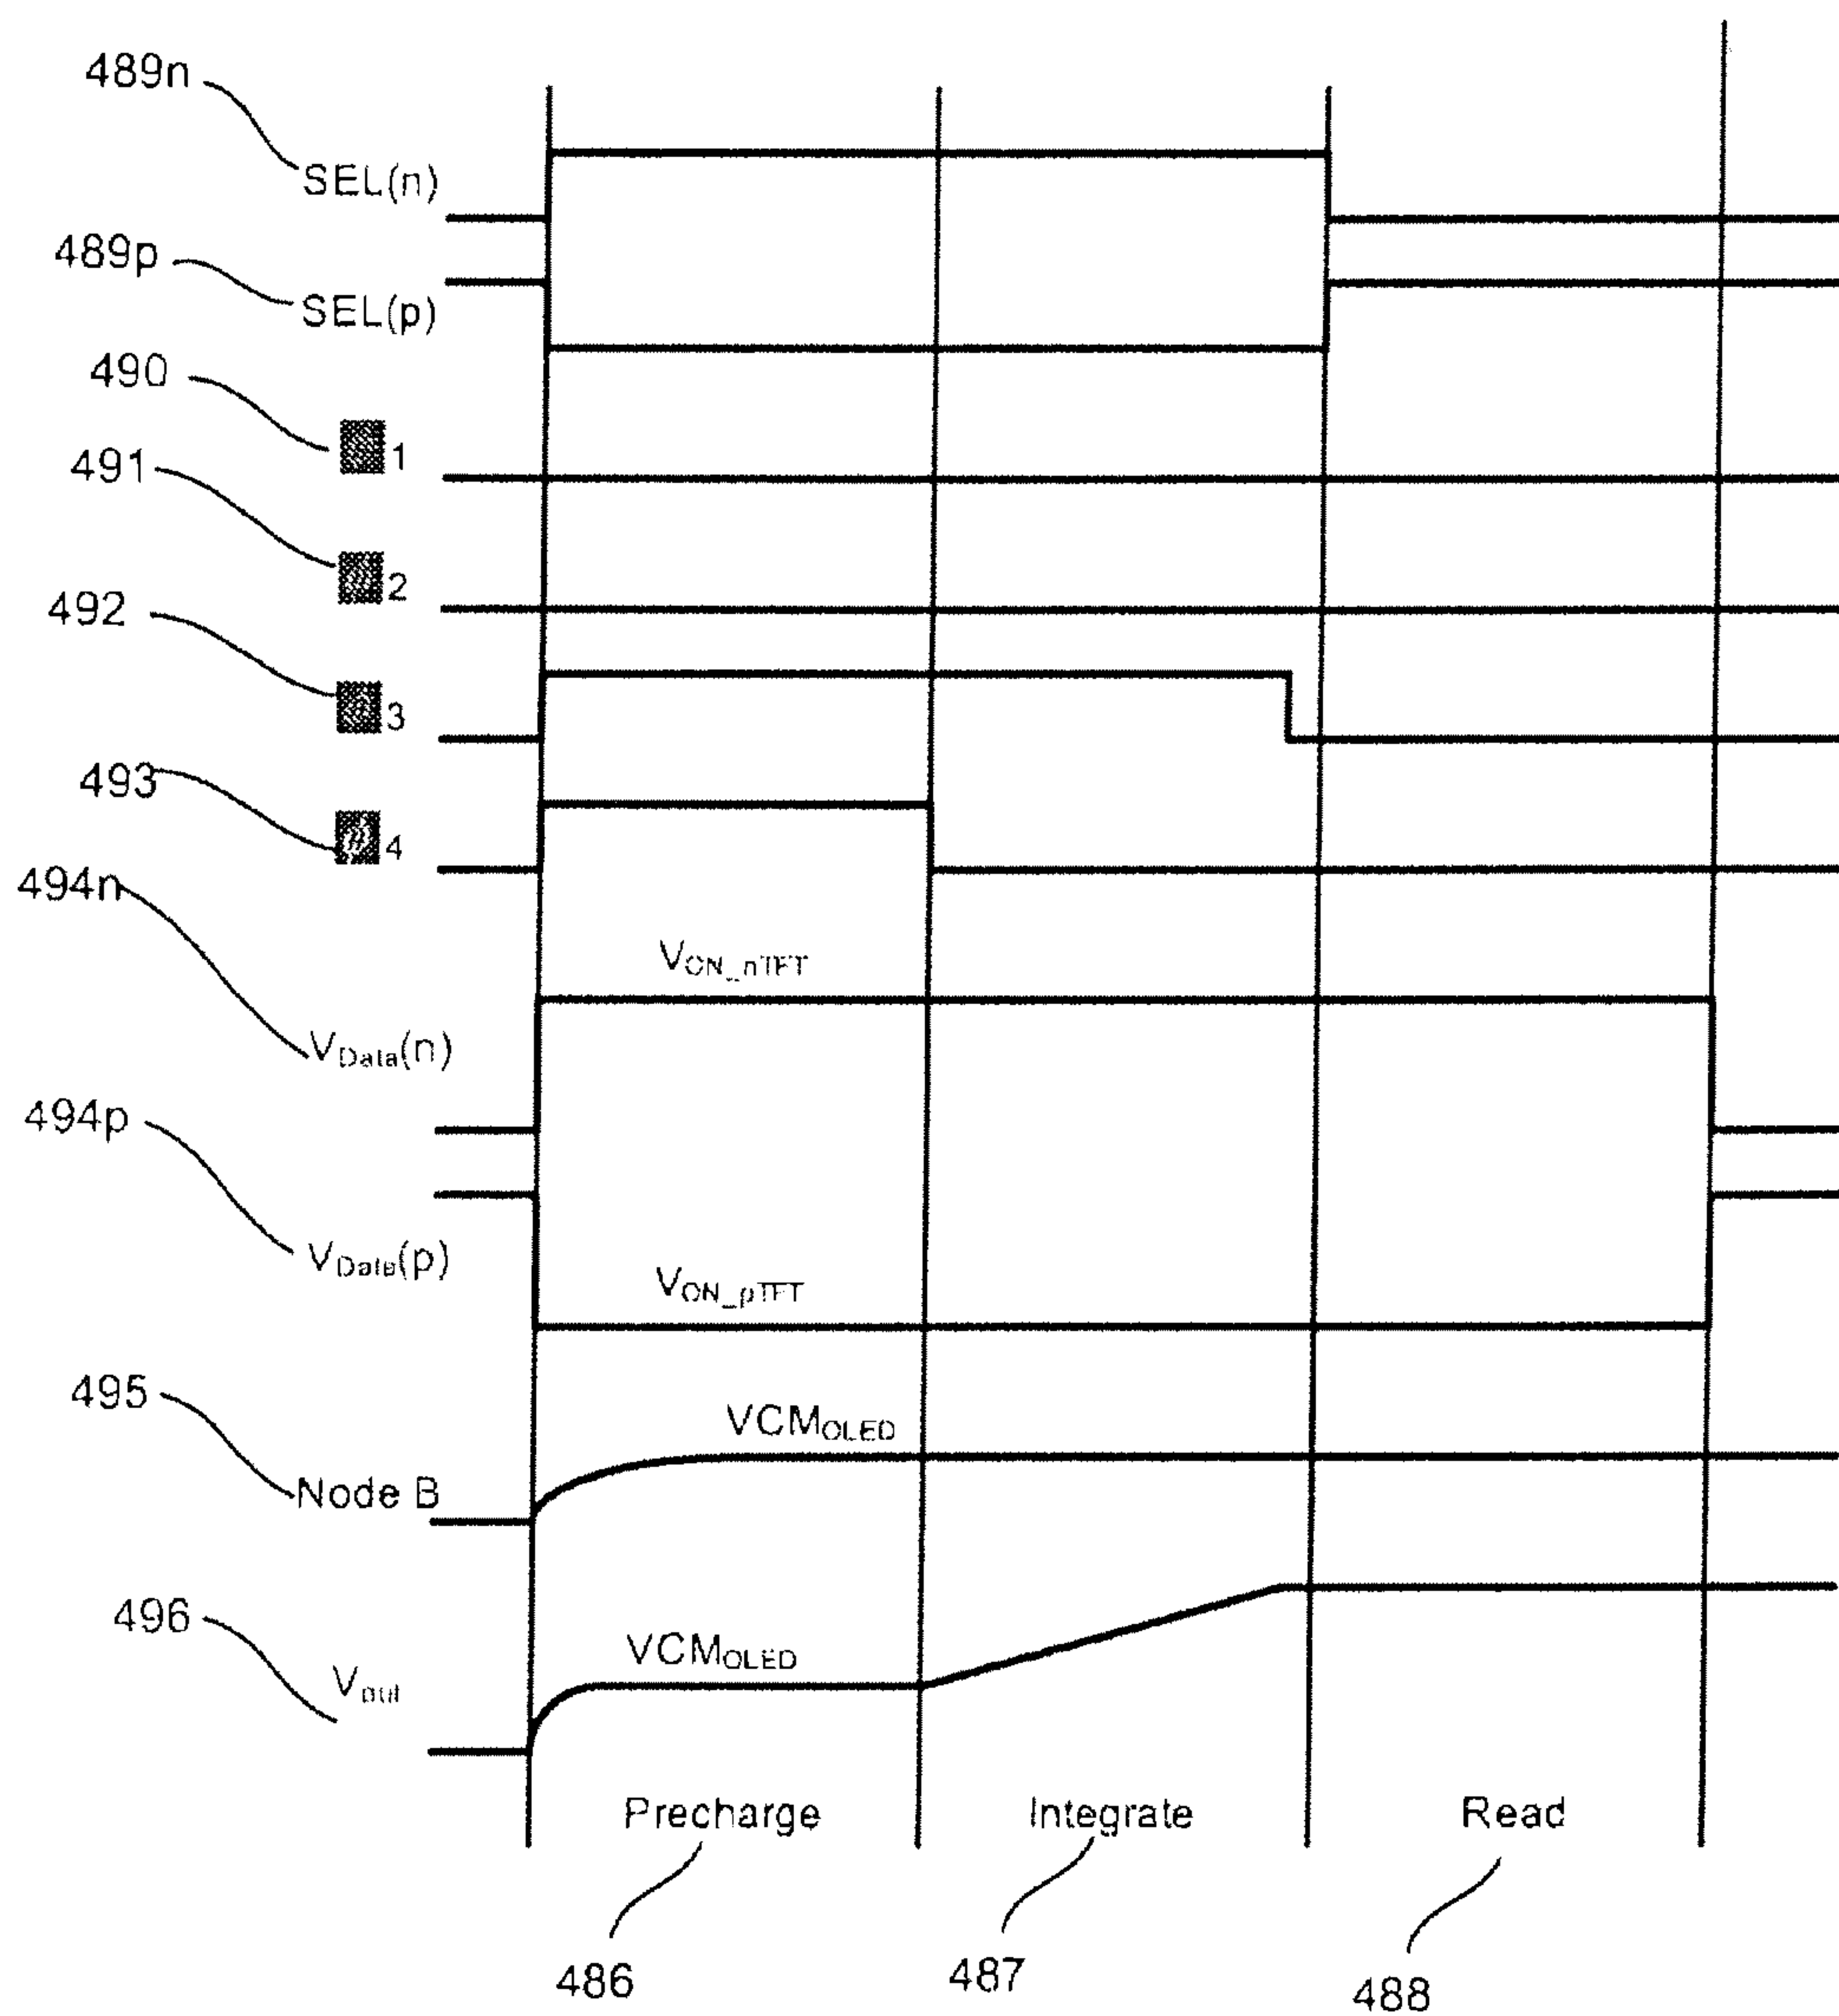 489n
SEL(n)
489p
SEL(p)
490
1
491
2
492
3
493
4
494n
V_ON_nTFT
V_Data(n)
494p
V_Data(p)
V_ON_pTFT
495
VCM_OLED
Node B
496
VCM_OLED
V_out
Precharge
Integrate
Read
486
487
488